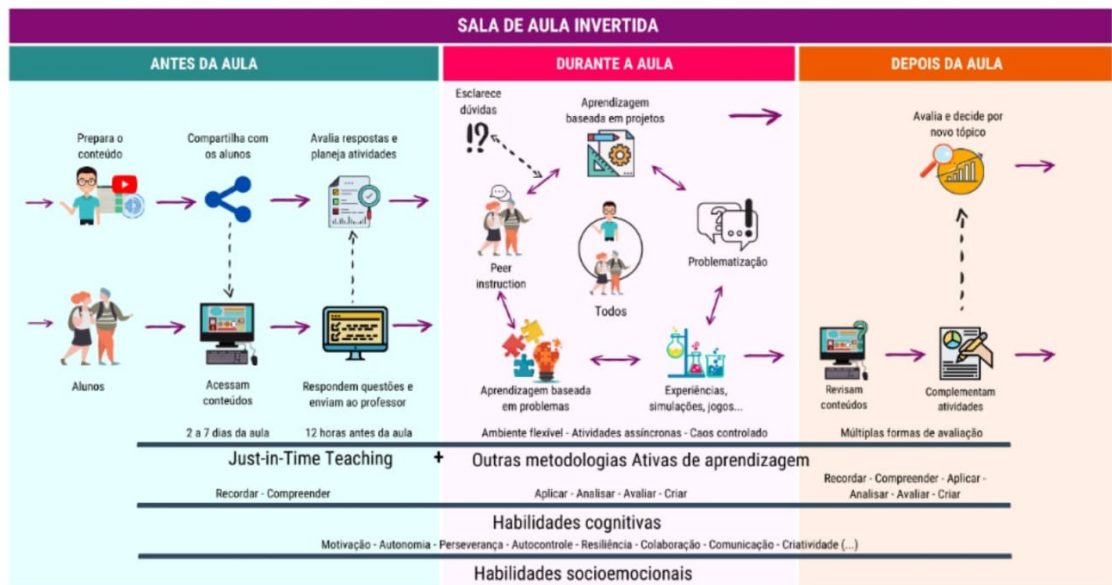 SALA DE AULA INVERTIDA
ANTES DA AULA
DURANTE A AULA
DEPOIS DA AULA
Prepara o
conteúdo
Compartilha com
os alunos
Avalia respostas e
planeja atividades
Alunos
Acessam
conteúdos
Respondem questões e
enviam ao professor
2 a 7 dias da aula
12 horas antes da aula
Esclarece
dúvidas
!?
Aprendizagem
baseada em projetos
Peer
instruction
Todos
Problematização
Aprendizagem baseada
em problemas
Experiências,
simulações, jogos...
Ambiente flexível - Atividades assíncronas - Caos controlado
Avalia e decide por
novo tópico
Revisam
conteúdos
Complementam
atividades
Múltiplas formas de avaliação
Just-in-Time Teaching + Outras metodologias Ativas de aprendizagem
Recordar - Compreender
Aplicar - Analisar - Avaliar - Criar
Recordar - Compreender - Aplicar -
Analisar - Avaliar - Criar
Habilidades cognitivas
Motivação - Autonomia - Perseverança - Autocontrole - Resiliência - Colaboração - Comunicação - Criatividade (...)
Habilidades socioemocionais